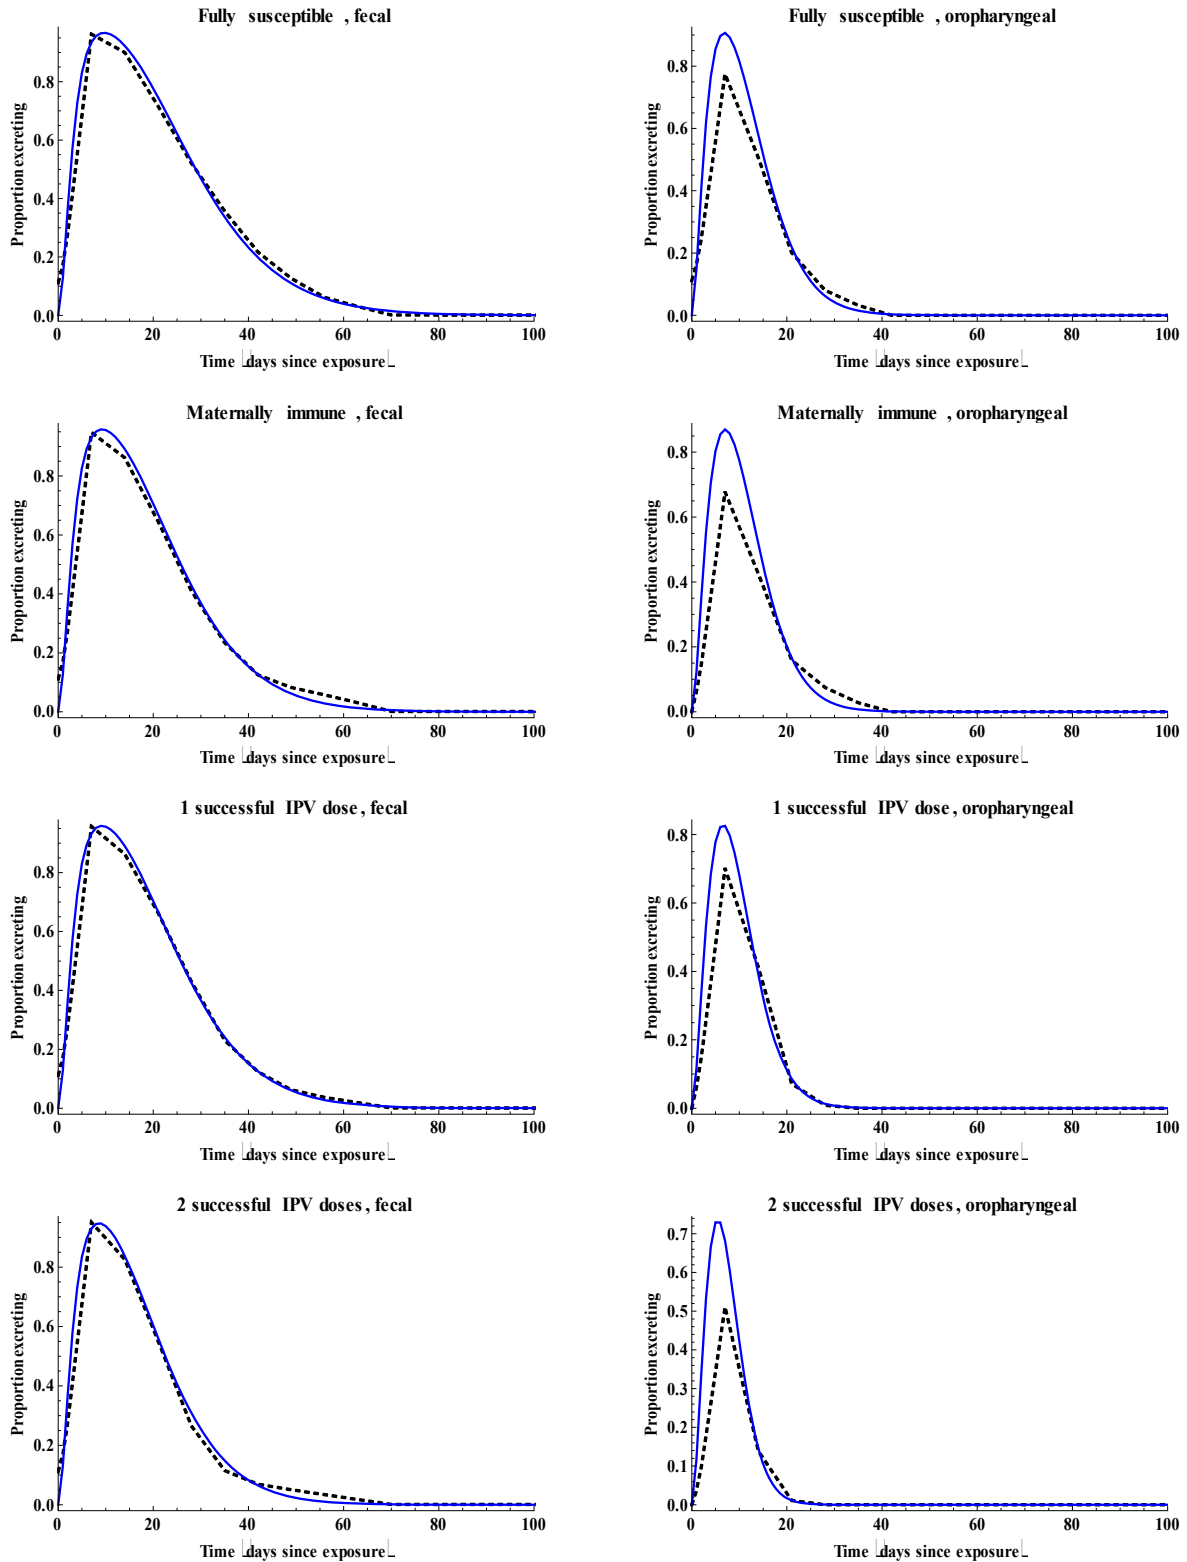 Fully susceptible , fecal
Proportion excreting
0.8
0.6
0.4
0.2
0.0
0 20 40 60 80 100
Time days since exposure
Fully susceptible , oropharyngeal
Proportion excreting
0.8
0.6
0.4
0.2
0.0
0 20 40 60 80 100
Time days since exposure
Maternally immune , fecal
Proportion excreting
0.8
0.6
0.4
0.2
0.0
0 20 40 60 80 100
Time days since exposure
Maternally immune , oropharyngeal
Proportion excreting
0.8
0.6
0.4
0.2
0.0
0 20 40 60 80 100
Time days since exposure
1 successful IPV dose , fecal
Proportion excreting
0.8
0.6
0.4
0.2
0.0
0 20 40 60 80 100
Time days since exposure
1 successful IPV dose , oropharyngeal
Proportion excreting
0.8
0.6
0.4
0.2
0.0
0 20 40 60 80 100
Time days since exposure
2 successful IPV doses , fecal
Proportion excreting
0.8
0.6
0.4
0.2
0.0
0 20 40 60 80 100
Time days since exposure
2 successful IPV doses , oropharyngeal
Proportion excreting
0.7
0.6
0.5
0.4
0.3
0.2
0.1
0.0
0 20 40 60 80 100
Time days since exposure